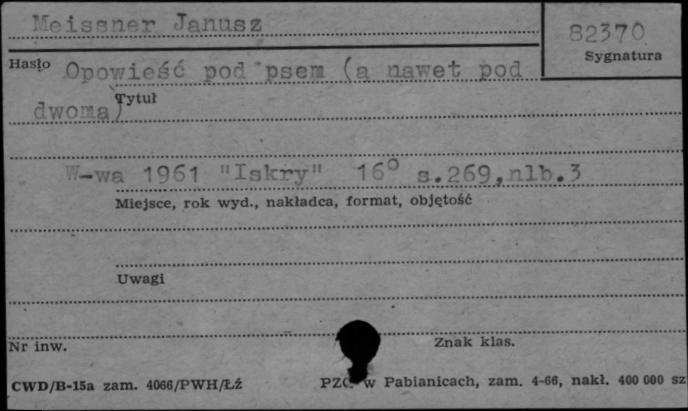 Meissner Janusz
82370
Sygnatura
Hasło
Opowieść pod psem (a nawet pod
Tytuł
dwoma)
W-wa 1961 "Iskry" 16° s.269,nlb.3
Miejsce, rok wyd., nakładca, format, objętość
Uwagi
Nr inw.
Znak klas.
CWD/B-15a zam. 4066/PWH/Łź
w Pabianicach, zam. 4-66, nakł. 400 000 sz